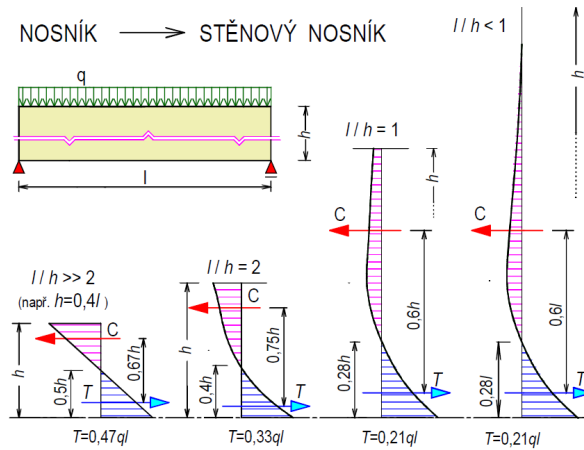 NOSNÍK → STĚNOVÝ NOSNÍK
q
h
l
l / h >> 2
(např. h=0,4l )
C
h
0,5h
0,67h
T
T=0,47ql
l / h = 2
C
h
0,4h
0,75h
T
T=0,33ql
l / h = 1
h
C
0,6h
0,28h
T
T=0,21ql
l / h < 1
h
C
0,6l
0,28l
T
T=0,21ql